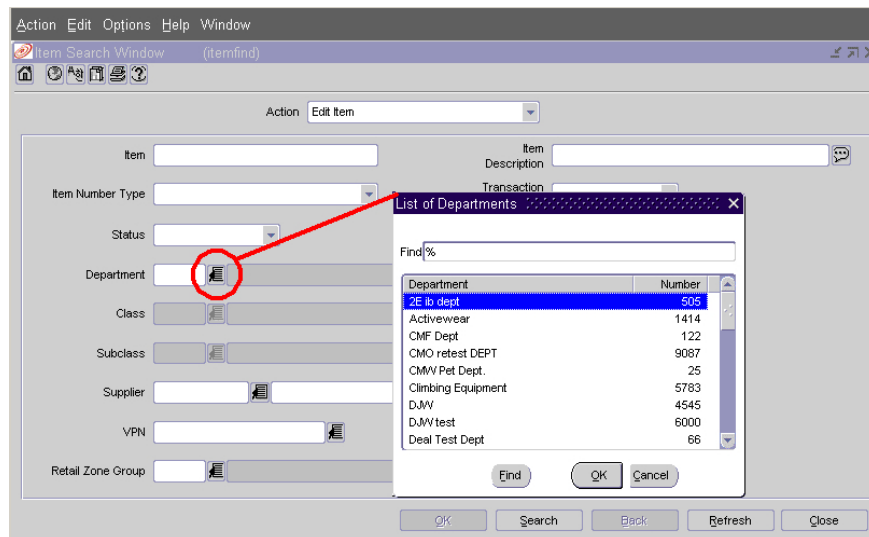 Action Edit Options Help Window
Item Search Window (itemfind)
Action Edit Item
Item
Item Description
Item Number Type
Transaction
Status
Department
Class
Subclass
Supplier
VPN
Retail Zone Group
List of Departments
Find %
Department Number
2E ib dept 505
Activewear 1414
CMF Dept 122
CMO retest DEPT 9087
CMW Pet Dept. 25
Climbing Equipment 5783
DJW 4545
DJW test 6000
Deal Test Dept 66
Find OK Cancel
OK Search Back Refresh Close